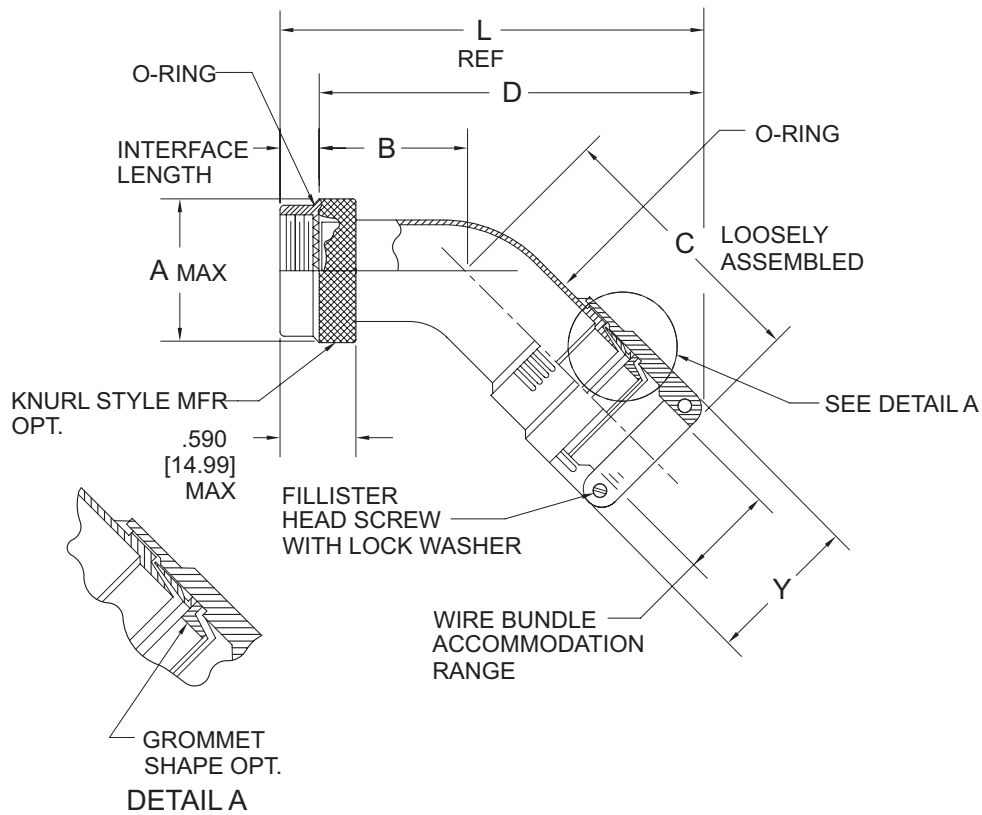 L
REF
O-RING
D
O-RING
INTERFACE
LENGTH
B
C
LOOSELY
ASSEMBLED
A MAX
KNURL STYLE MFR
OPT.
SEE DETAIL A
.590
[14.99]
MAX
FILLISTER
HEAD SCREW
WITH LOCK WASHER
Y
WIRE BUNDLE
ACCOMMODATION
RANGE
GROMMET
SHAPE OPT.
DETAIL A